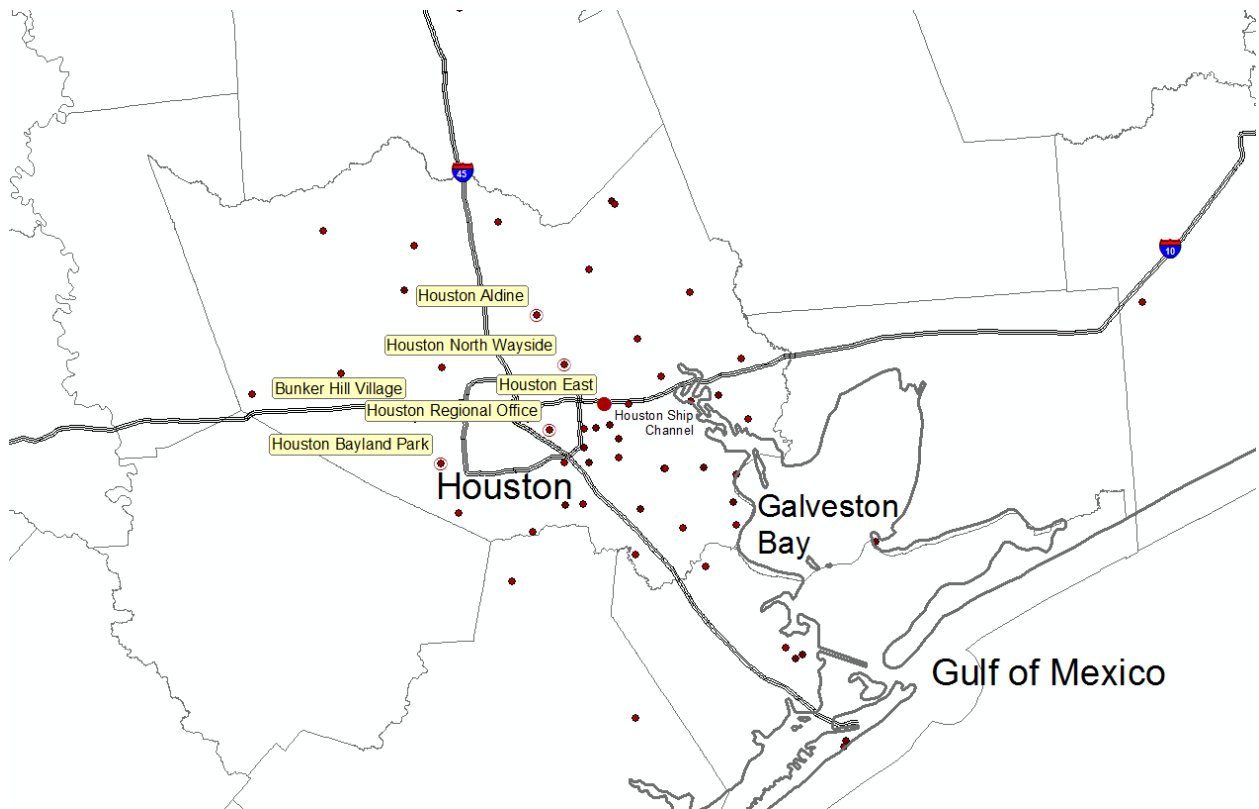 45
10
Houston Aldine
Houston North Wayside
Bunker Hill Village
Houston East
Houston Regional Office
Houston Ship
Channel
Houston Bayland Park
Houston
Galveston
Bay
Gulf of Mexico